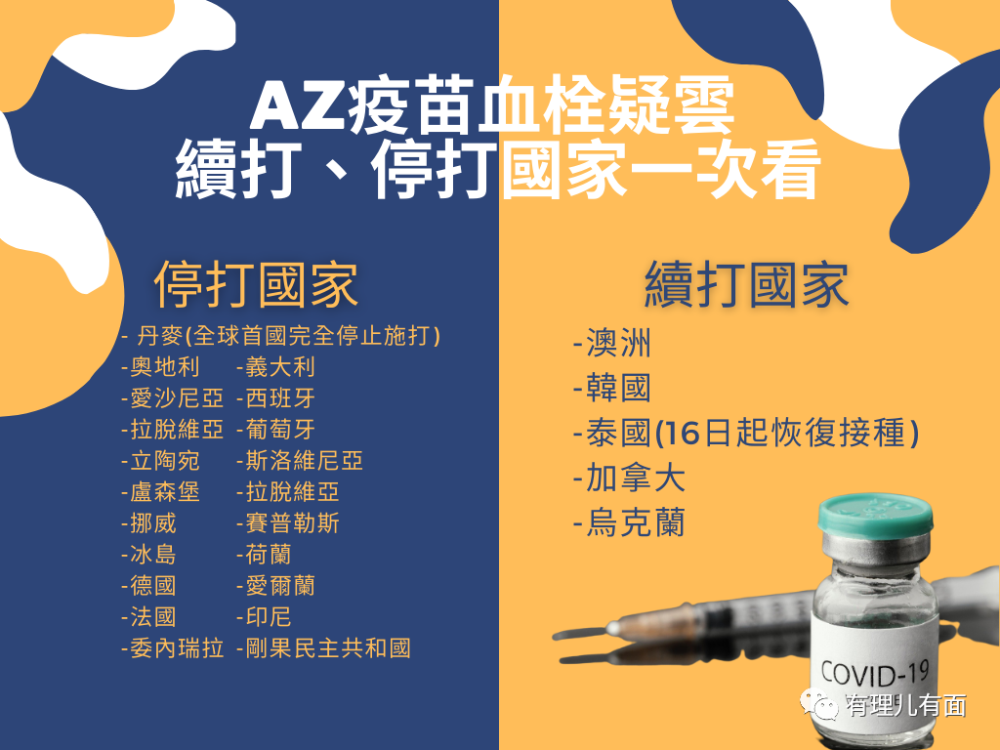 AZ疫苗血栓疑雲
續打、停打國家一次看
停打國家
- 丹麥(全球首國完全停止施打)
-奧地利
-愛沙尼亞
-拉脫維亞
-立陶宛
-盧森堡
-挪威
-冰島
-德國
-法國
-委內瑞拉
-義大利
-西班牙
-葡萄牙
-斯洛維尼亞
-拉脫維亞
-賽普勒斯
-荷蘭
-愛爾蘭
-印尼
-剛果民主共和國
續打國家
-澳洲
-韓國
-泰國(16日起恢復接種)
-加拿大
-烏克蘭
COVID-19
有理儿有面